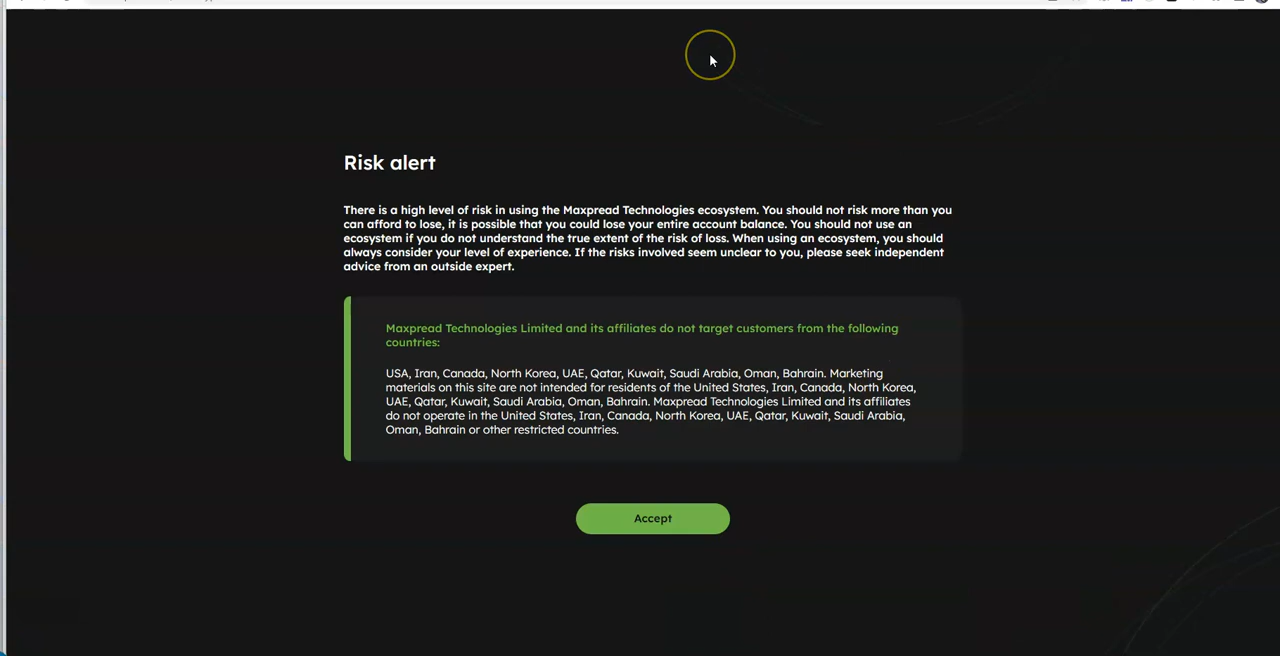 Risk alert
There is a high level of risk in using the Maxpread Technologies ecosystem. You should not risk more than you
can afford to lose, it is possible that you could lose your entire account balance. You should not use an
ecosystem if you do not understand the true extent of the risk of loss. When using an ecosystem, you should
always consider your level of experience. If the risks involved seem unclear to you, please seek independent
advice from an outside expert.
Maxpread Technologies Limited and its affiliates do not target customers from the following
countries:
USA, Iran, Canada, North Korea, UAE, Qatar, Kuwait, Saudi Arabia, Oman, Bahrain. Marketing
materials on this site are not intended for residents of the United States, Iran, Canada, North Korea,
UAE, Qatar, Kuwait, Saudi Arabia, Oman, Bahrain. Maxpread Technologies Limited and its affiliates
do not operate in the United States, Iran, Canada, North Korea, UAE, Qatar, Kuwait, Saudi Arabia,
Oman, Bahrain or other restricted countries.
Accept